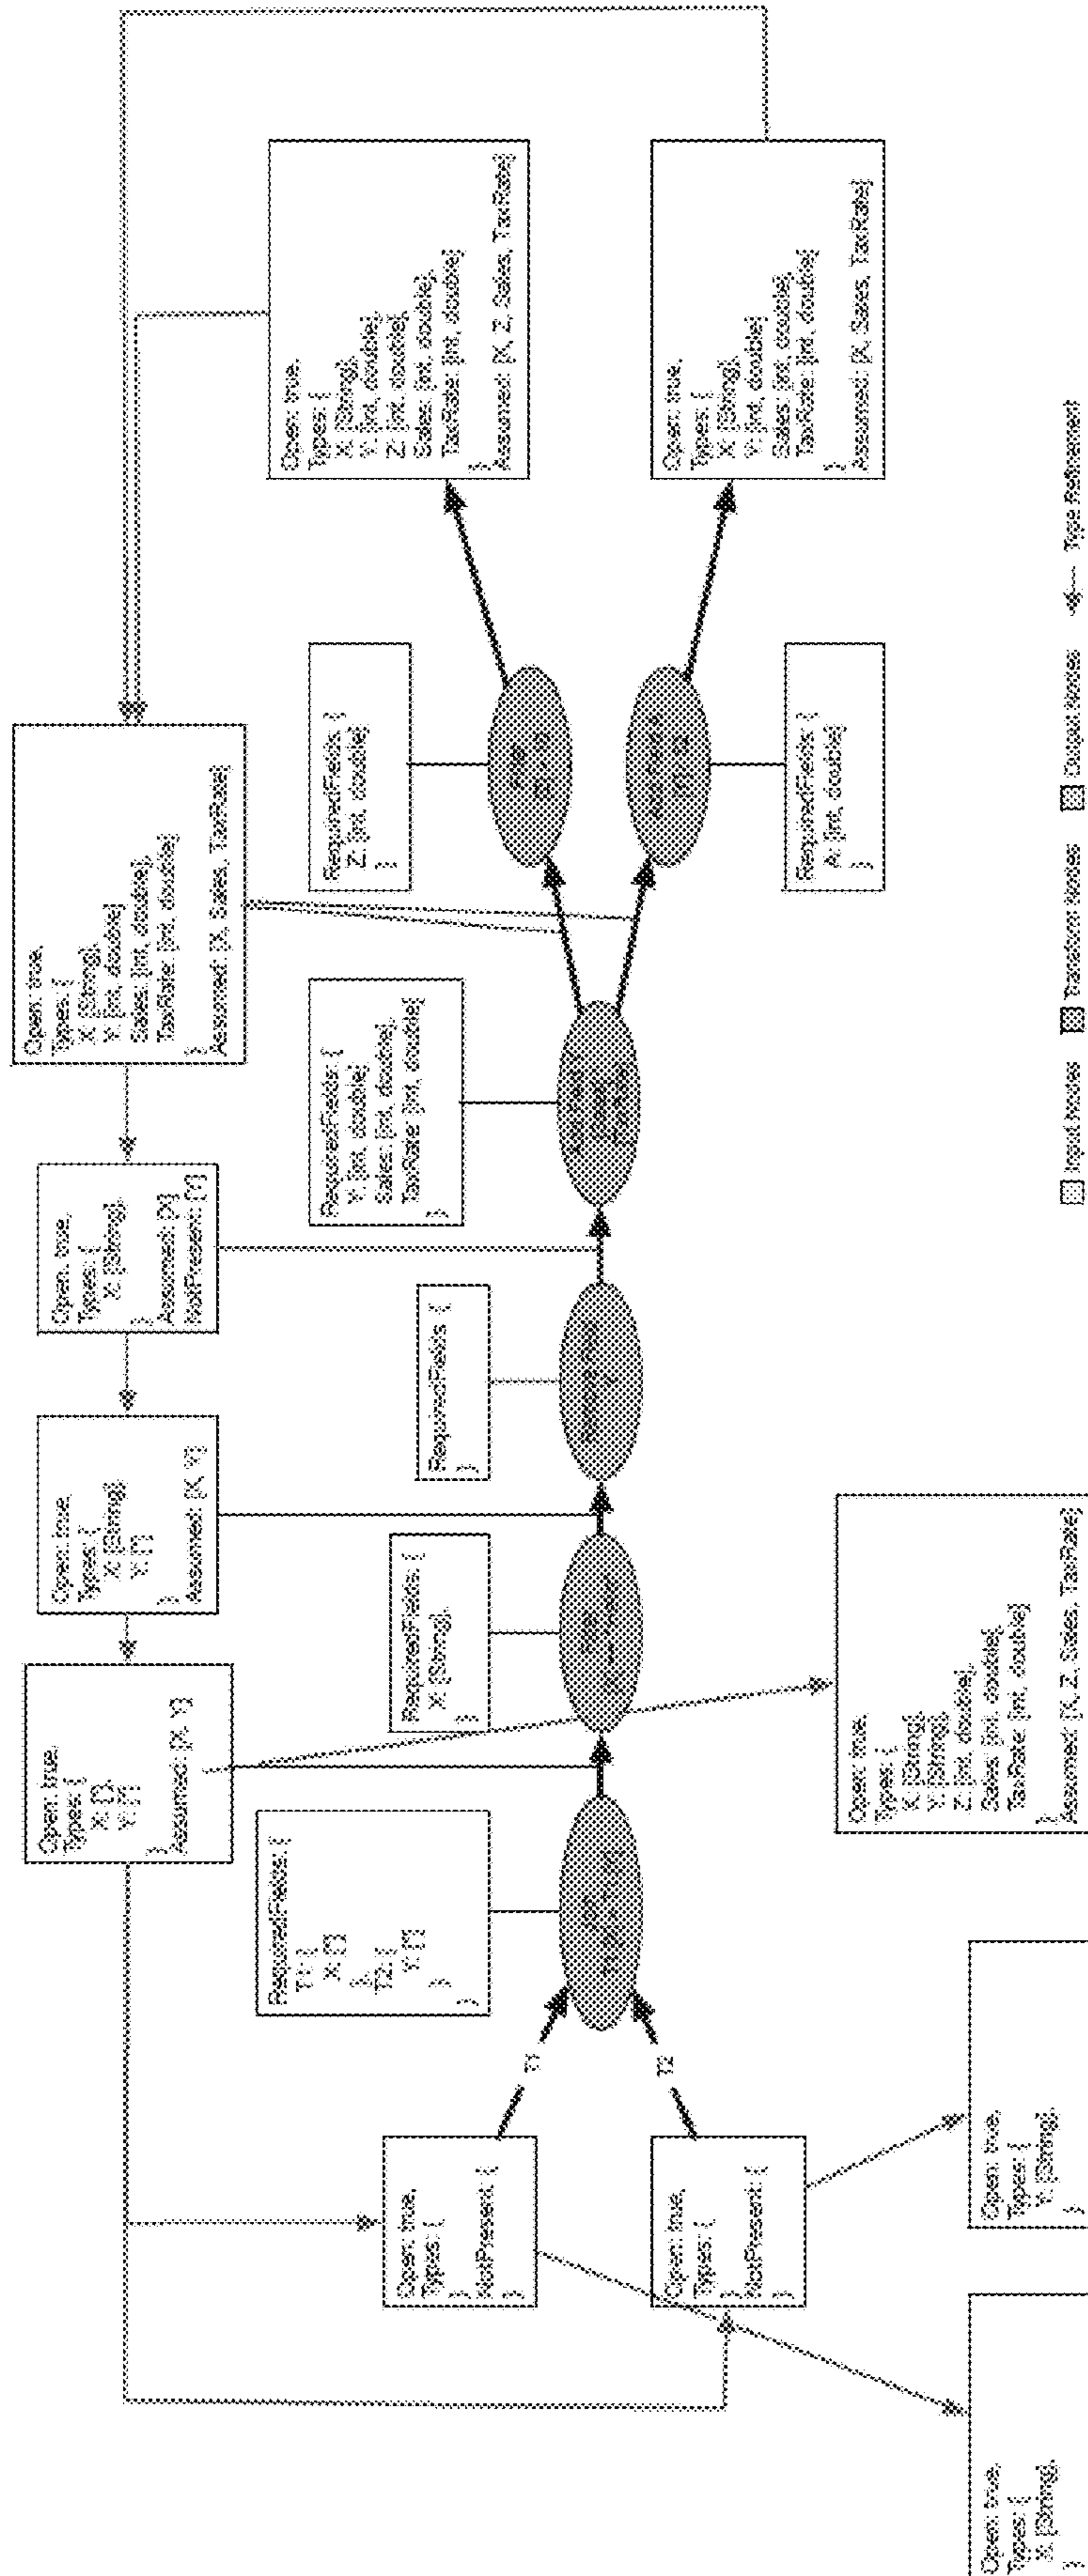 Open: true,
Types: {
X: [String],
}
Open: true,
Types: {
Y: [String],
}
Open: true,
Types: {
}
NotPresent: {
}
Open: true,
Types: {
}
NotPresent: {
}
T1
T2
RequiredFields: {
T1: {
X: []
},
T2: {
Y: []
}
}
Open: true,
Types: {
X: [],
Y: []
}
Assumed: [X, Y]
RequiredFields: {
X: [String],
}
Open: true,
Types: {
X: [String],
Y: []
}
Assumed: [X, Y]
RequiredFields {
}
Open: true,
Types: {
X: [String],
}
Assumed: [X]
NotPresent: [Y]
RequiredFields: {
Y: [int, double]
Sales: [int, double],
TaxRate: [int, double]
}
Open: true,
Types: {
X: [String],
Y: [int, double]
Sales: [int, double],
TaxRate: [int, double]
}
Assumed: [X, Sales, TaxRate]
RequiredFields: {
Z: [int, double]
}
RequiredFields: {
A: [int, double]
}
Open: true,
Types: {
X: [String],
Y: [int, double],
Z: [int, double],
Sales: [int, double],
TaxRate: [int, double]
}
Assumed: [X, Z, Sales, TaxRate]
Open: true,
Types: {
X: [String],
Y: [int, double]
Sales: [int, double],
TaxRate: [int, double]
}
Assumed: [X, Sales, TaxRate]
Open: true,
Types: {
X: [String],
Y: [String],
Z: [int, double],
Sales: [int, double],
TaxRate: [int, double]
}
Assumed: [X, Z, Sales, TaxRate]
Input Nodes
Transform Nodes
Output Nodes
Type Refinement